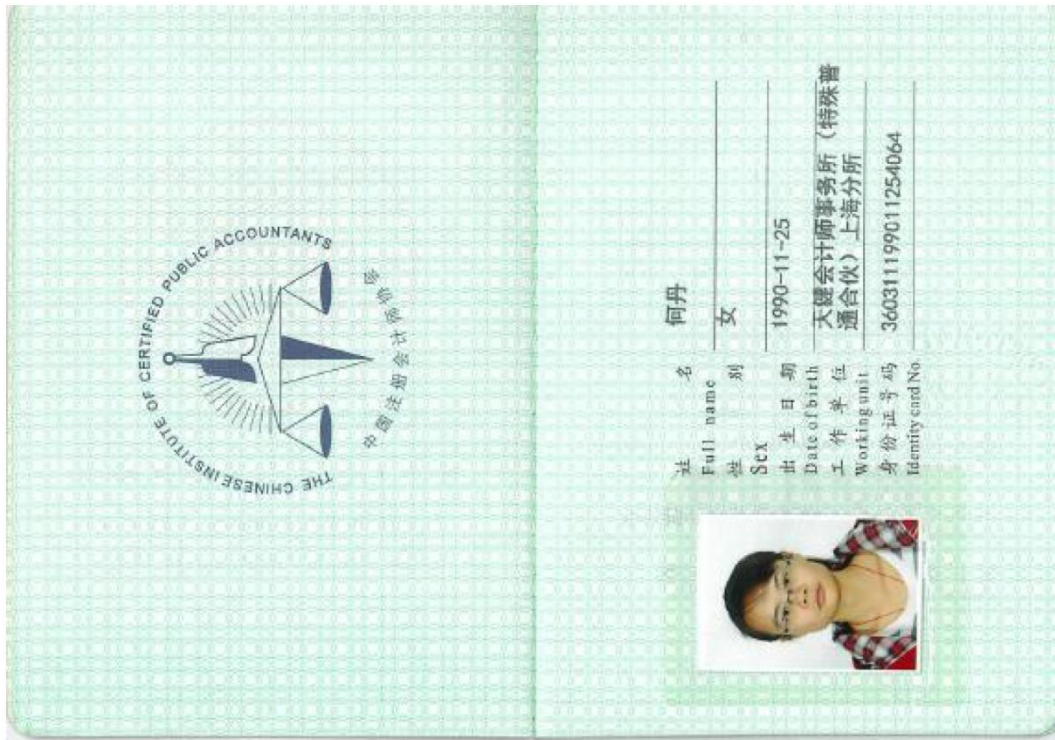 THE CHINESE INSTITUTE OF CERTIFIED PUBLIC ACCOUNTANTS
中国注册会计师协会
姓 名 何丹
Full name
性 别 女
Sex
出 生 日 期 1990-11-25
Date of birth
工 作 单 位 天健会计师事务所（特殊普
Working unit 通合伙）上海分所
身份证号码 360311199011254064
Identity card No